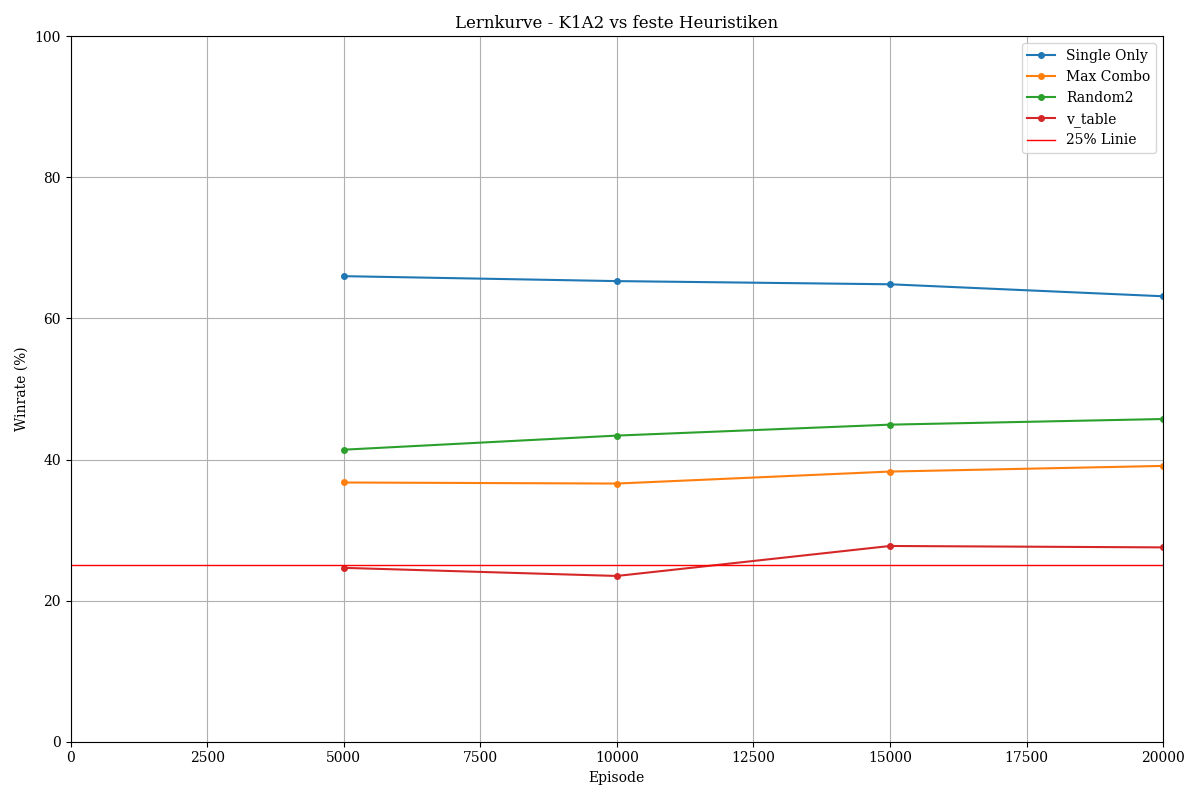 Lernkurve - K1A2 vs feste Heuristiken
100
80
60
40
20
0
Winrate (%)
Single Only
Max Combo
Random2
v_table
25% Linie
0 2500 5000 7500 10000 12500 15000 17500 20000
Episode